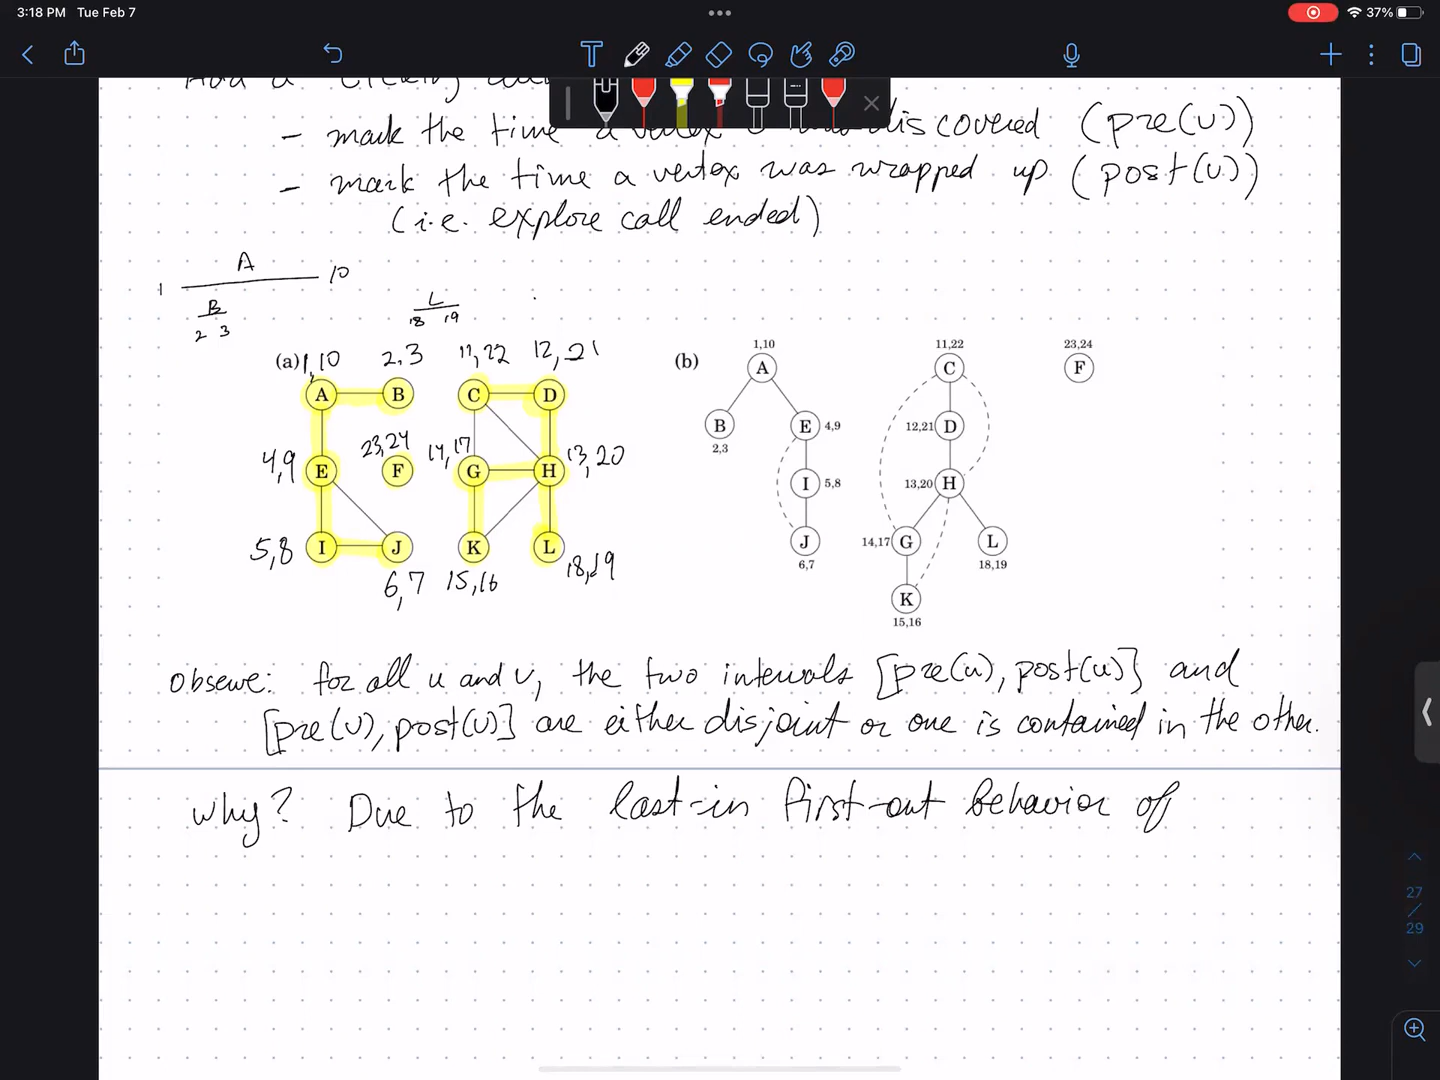 3:18 PM Tue Feb 7
37%
- mark the time a vertex discovered (pre(v))
- mark the time a vertex was wrapped up (post(v))
(i.e. explore call ended)
A
1 10
B
2 3
L
18 19
(a) 1,10 2,3 11,22 12,21
A B C D
4,9 E 23,24 F 14,17 G H 13,20
5,8 I J K L
6,7 15,16 18,19
(b)
1,10 11,22 23,24
A C F
B E 4,9 12,21 D
2,3
I 5,8 13,20 H
J 14,17 G L
6,7 18,19
K
15,16
Observe: for all u and v, the two intervals [pre(u), post(u)] and
[pre(v), post(v)] are either disjoint or one is contained in the other.
why? Due to the last-in first-out behavior of
27
/
29